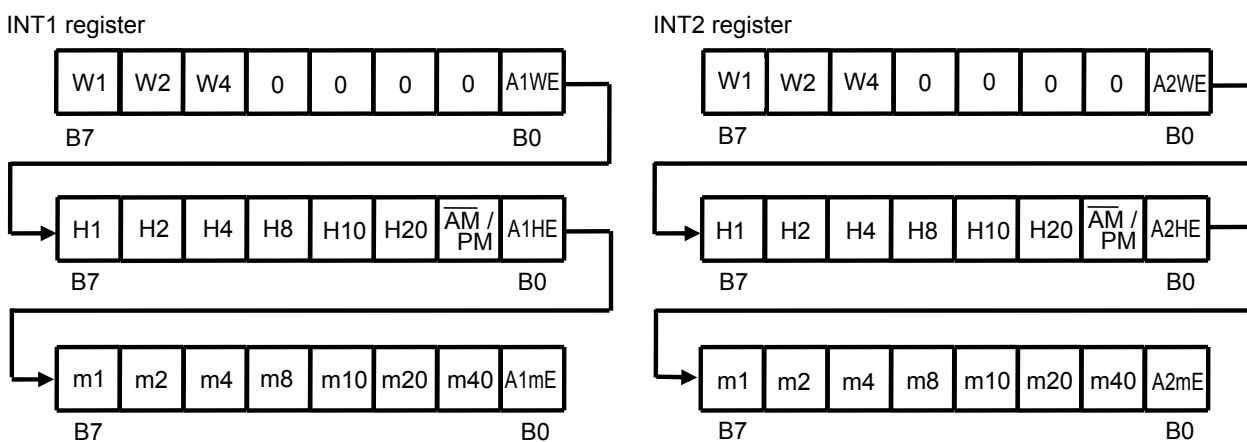 INT1 register
W1 W2 W4 0 0 0 0 A1WE
B7 B0
H1 H2 H4 H8 H10 H20 AM / PM A1HE
B7 B0
m1 m2 m4 m8 m10 m20 m40 A1mE
B7 B0
INT2 register
W1 W2 W4 0 0 0 0 A2WE
B7 B0
H1 H2 H4 H8 H10 H20 AM / PM A2HE
B7 B0
m1 m2 m4 m8 m10 m20 m40 A2mE
B7 B0